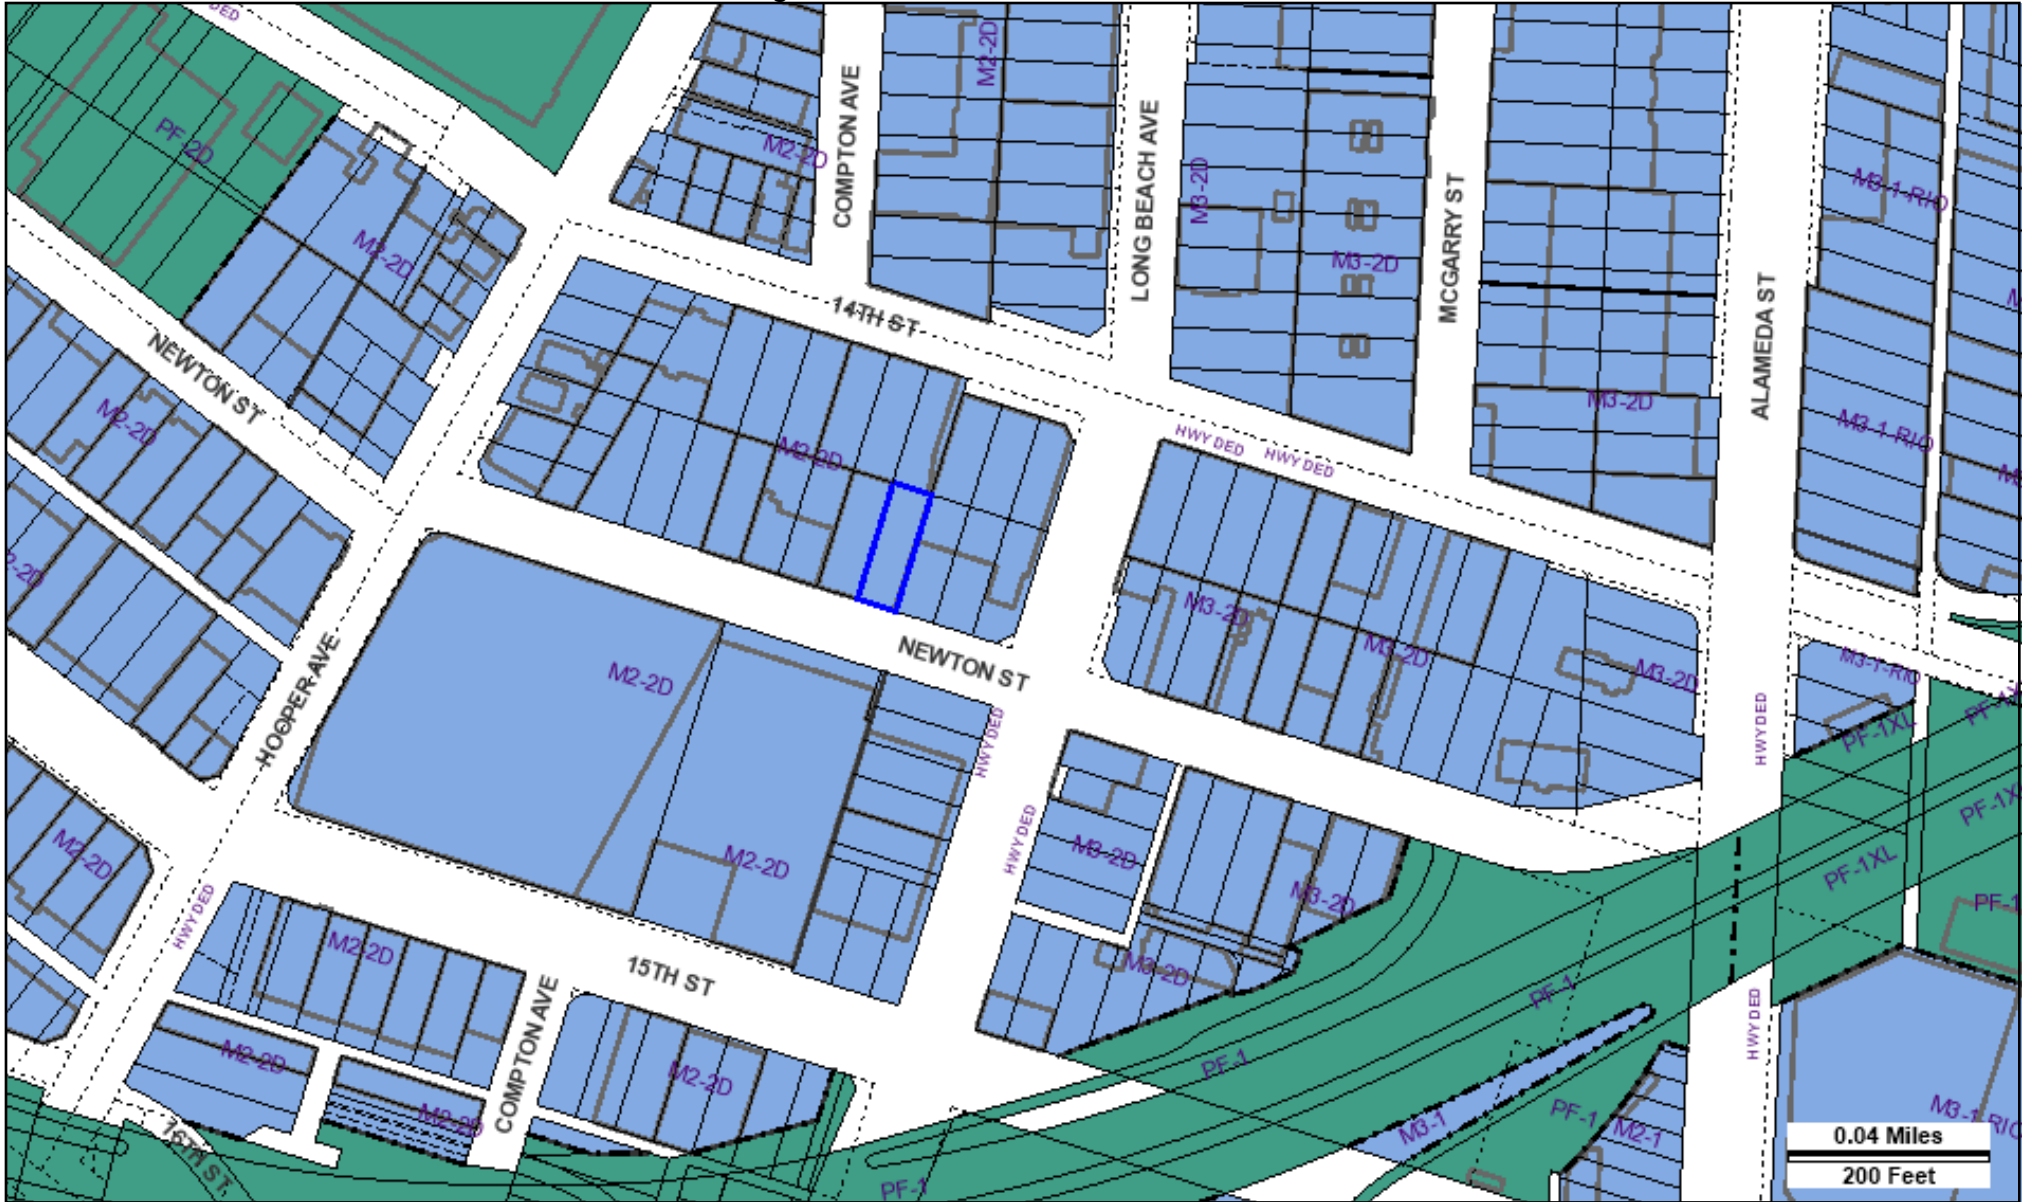 DED
M2-2D
COMPTON AVE
LONG BEACH AVE
PF-2D
M2-2D
M3-2D
MCGARRY ST
M3-1-RIO
M2-2D
M3-2D
ALAMEDA ST
14TH ST
NEWTON ST
M2-2D
M3-2D
M3-1-RIO
M2-2D
HWY DED
HWY DED
M3-2D
M3-2D
M3-2D
M3-1-RIO
HOOPER AVE
M2-2D
NEWTON ST
HWY DED
HWY DED
PF-1XL
M2-2D
M2-2D
HWY DED
M3-2D
PF-1XL
M3-2D
HWY DED
M2-2D
15TH ST
M3-2D
PF-1
COMPTON AVE
HWY DED
M2-2D
M2-2D
PF-1
M2-2D
16TH ST
M3-1
PF-1
M2-1
M3-1-RIO
PF-1
0.04 Miles
200 Feet